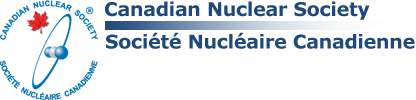 CANADIAN NUCLEAR SOCIETY
SOCIÉTÉ NUCLÉAIRE CANADIENNE
Canadian Nuclear Society
Société Nucléaire Canadienne